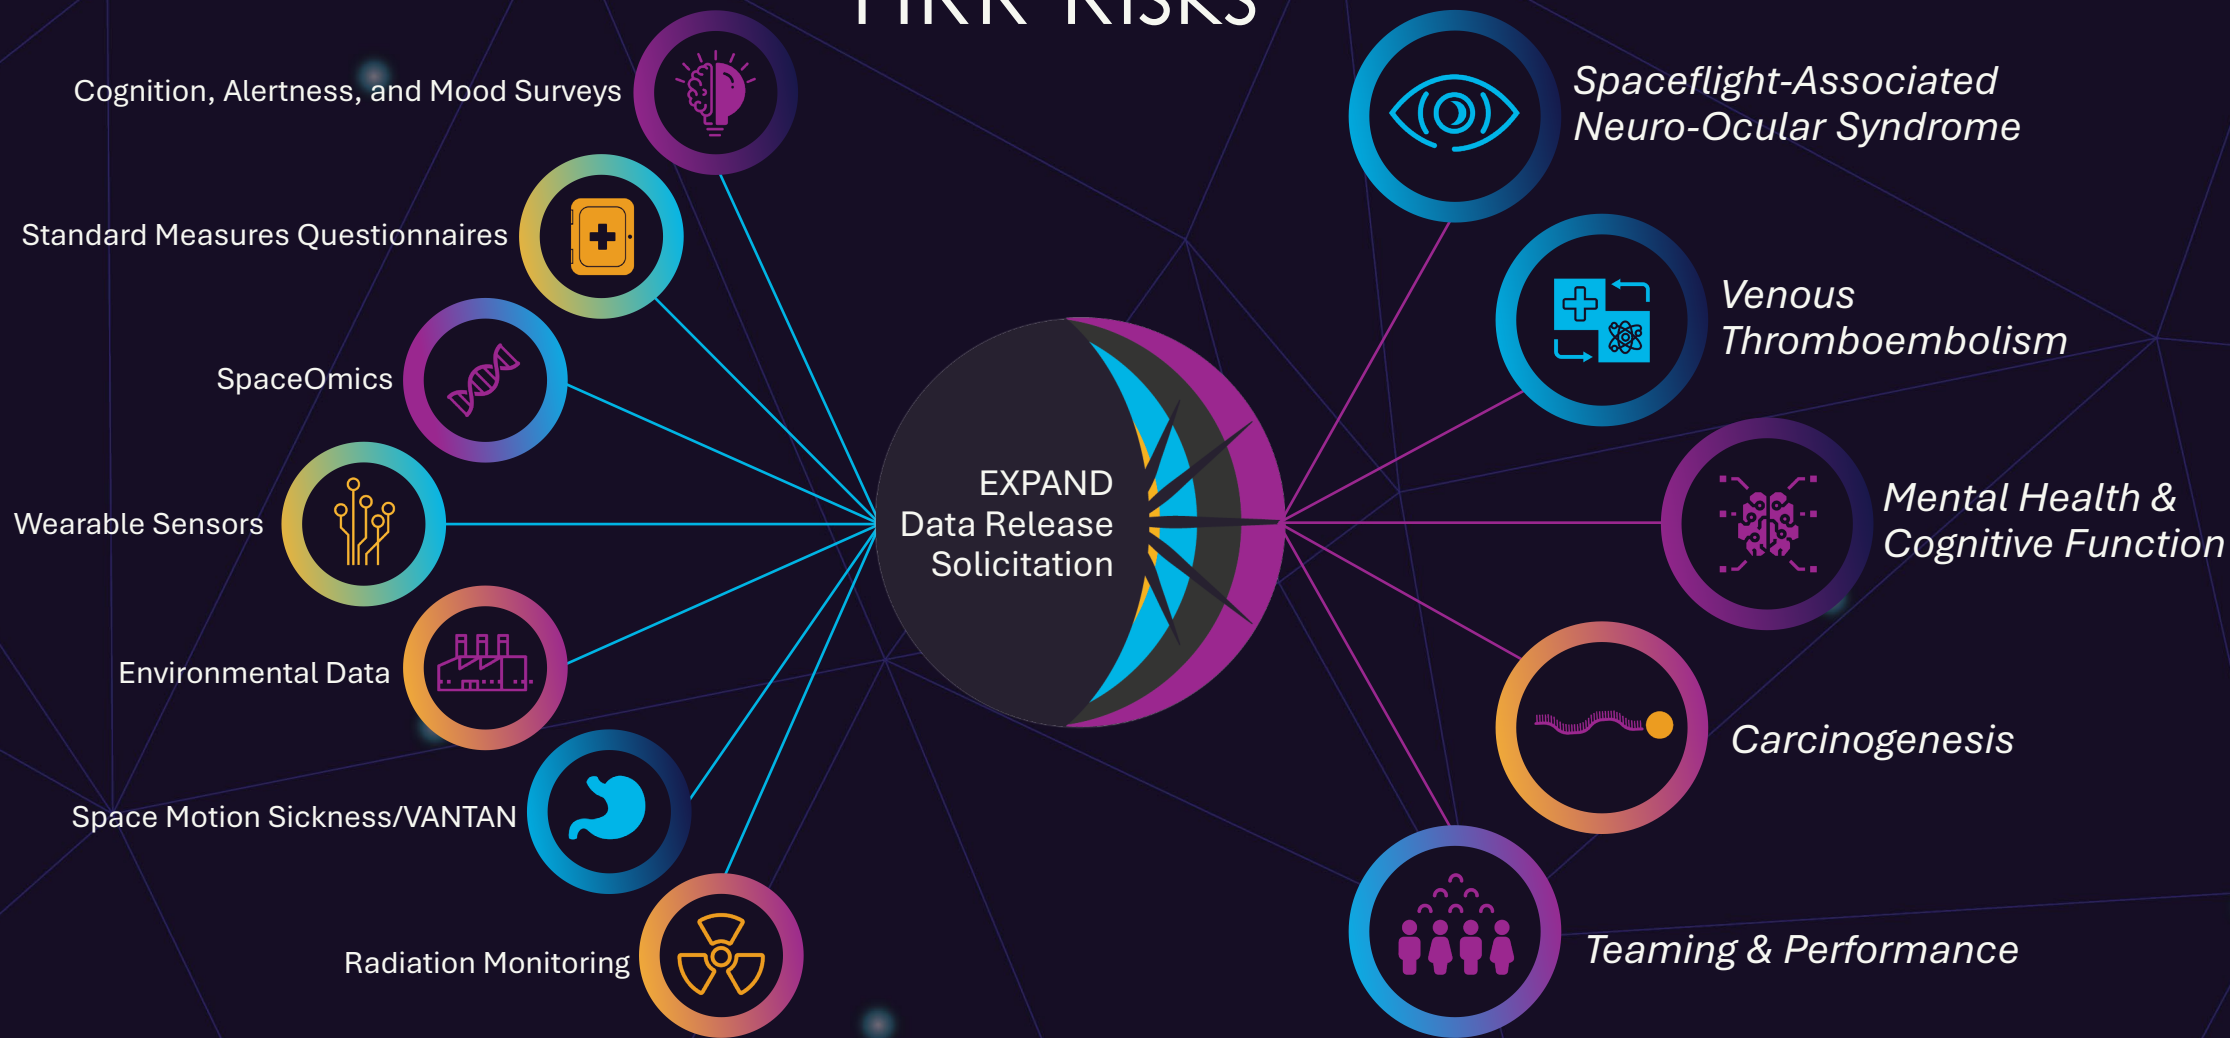 Risks
Cognition, Alertness, and Mood Surveys
Standard Measures Questionnaires
SpaceOmics
Wearable Sensors
Environmental Data
Space Motion Sickness/VANTAN
Radiation Monitoring
EXPAND
Data Release
Solicitation
Spaceflight-Associated
Neuro-Ocular Syndrome
Venous
Thromboembolism
Mental Health &
Cognitive Function
Carcinogenesis
Teaming & Performance